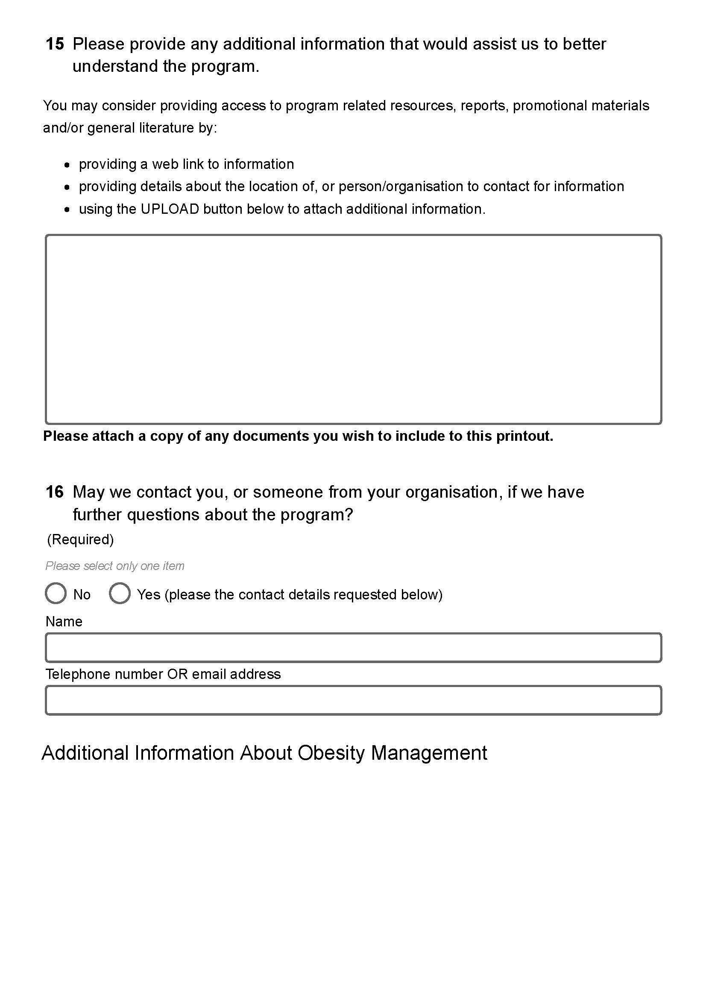 15 Please provide any additional information that would assist us to better
understand the program.
You may consider providing access to program related resources, reports, promotional materials
and/or general literature by:
• providing a web link to information
• providing details about the location of, or person/organisation to contact for information
• using the UPLOAD button below to attach additional information.
Please attach a copy of any documents you wish to include to this printout.
16 May we contact you, or someone from your organisation, if we have
further questions about the program?
(Required)
Please select only one item
No Yes (please the contact details requested below)
Name
Telephone number OR email address
Additional Information About Obesity Management